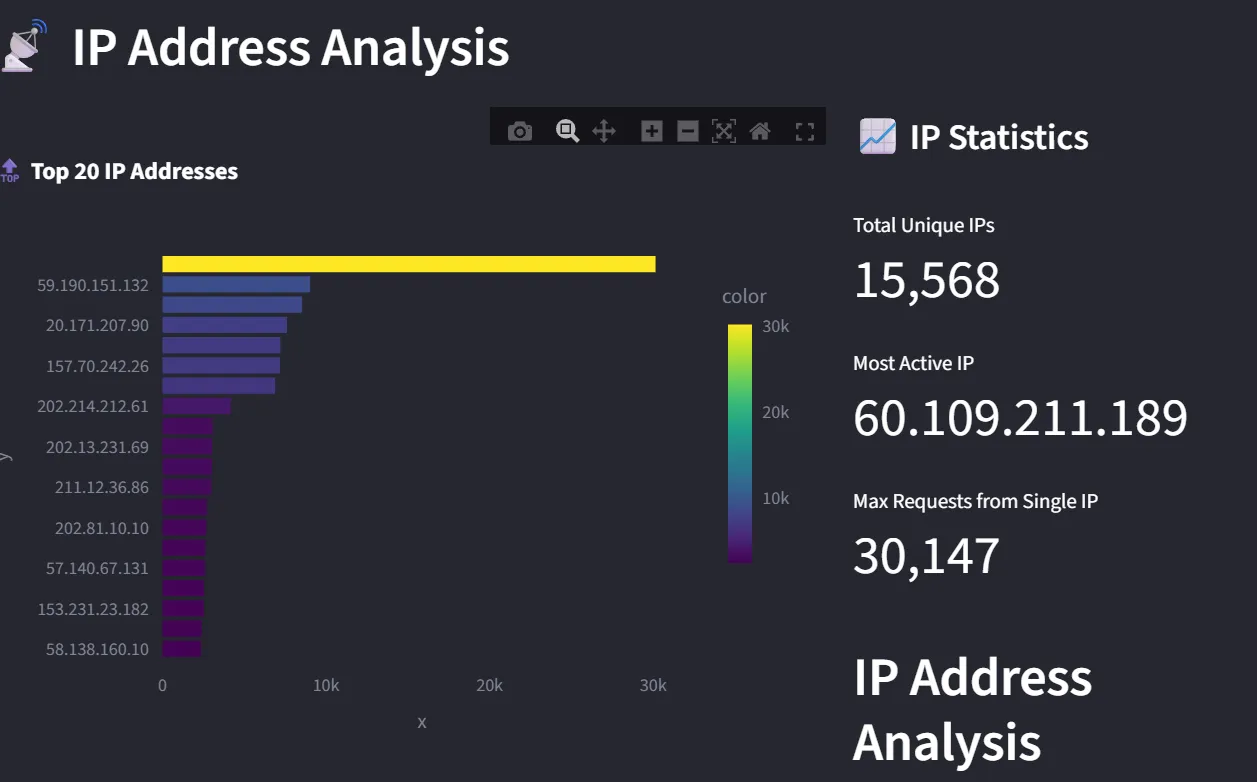 IP Address Analysis
TOP
Top 20 IP Addresses
59.190.151.132
20.171.207.90
157.70.242.26
202.214.212.61
202.13.231.69
211.12.36.86
202.81.10.10
57.140.67.131
153.231.23.182
58.138.160.10
y
0
10k
20k
30k
x
color
30k
20k
10k
IP Statistics
Total Unique IPs
15,568
Most Active IP
60.109.211.189
Max Requests from Single IP
30,147
IP Address
Analysis